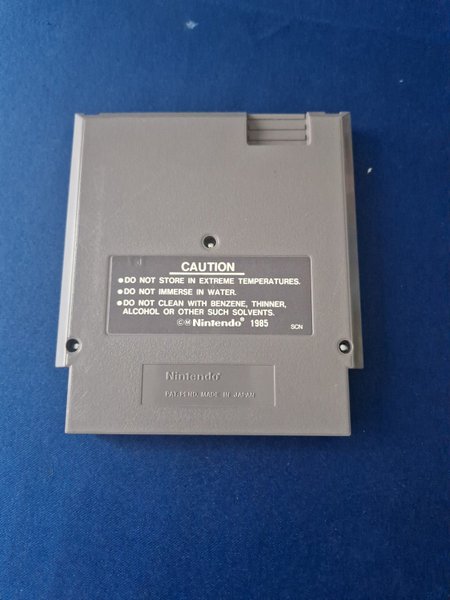 CAUTION
●DO NOT STORE IN EXTREME TEMPERATURES.
●DO NOT IMMERSE IN WATER.
●DO NOT CLEAN WITH BENZENE, THINNER,
ALCOHOL OR OTHER SUCH SOLVENTS.
©Ⓜ Nintendo® 1985 SCN
Nintendo®
PAT. PEND. MADE IN JAPAN